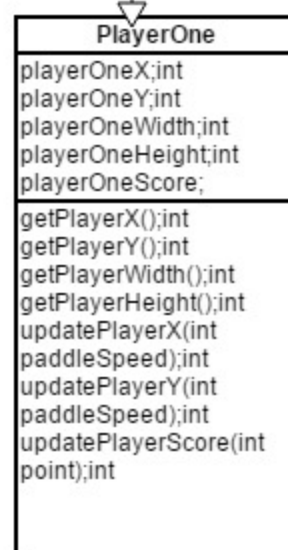 PlayerOne
playerOneX;int
playerOneY;int
playerOneWidth;int
playerOneHeight;int
playerOneScore;
getPlayerX();int
getPlayerY();int
getPlayerWidth();int
getPlayerHeight();int
updatePlayerX(int
paddleSpeed);int
updatePlayerY(int
paddleSpeed);int
updatePlayerScore(int
point);int